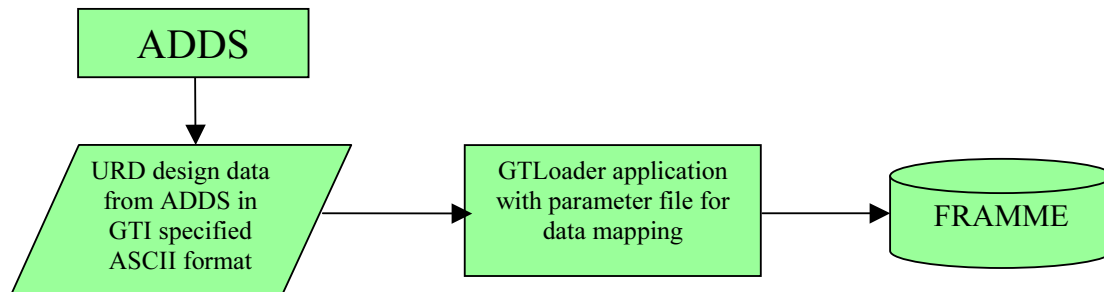 ADDS
URD design data
from ADDS in
GTI specified
ASCII format
GTLoader application
with parameter file for
data mapping
FRAMME